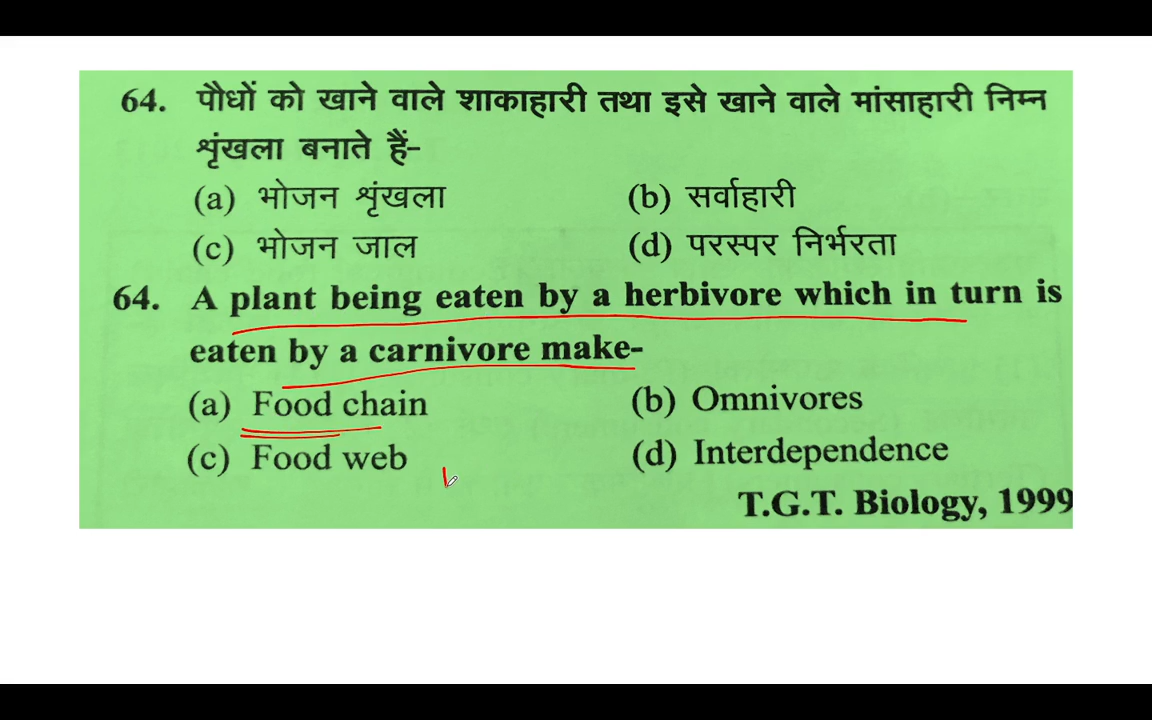 64. पौधों को खाने वाले शाकाहारी तथा इसे खाने वाले मांसाहारी निम्न
शृंखला बनाते हैं-
(a) भोजन शृंखला (b) सर्वाहारी
(c) भोजन जाल (d) परस्पर निर्भरता
64. A plant being eaten by a herbivore which in turn is
eaten by a carnivore make-
(a) Food chain (b) Omnivores
(c) Food web (d) Interdependence
T.G.T. Biology, 1999